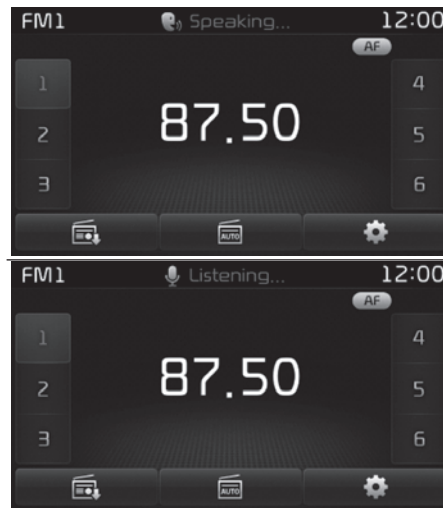 FM1 Speaking... 12:00
AF
1 4
87.50
2 5
3 6
AUTO
FM1 Listening... 12:00
AF
1 4
87.50
2 5
3 6
AUTO